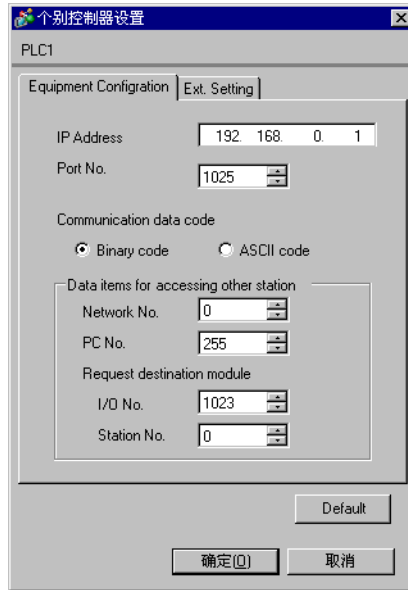 个别控制器设置
PLC1
Equipment Configration Ext. Setting
IP Address 192. 168. 0. 1
Port No. 1025
Communication data code
Binary code ASCII code
Data items for accessing other station
Network No. 0
PC No. 255
Request destination module
I/O No. 1023
Station No. 0
Default
确定(O) 取消